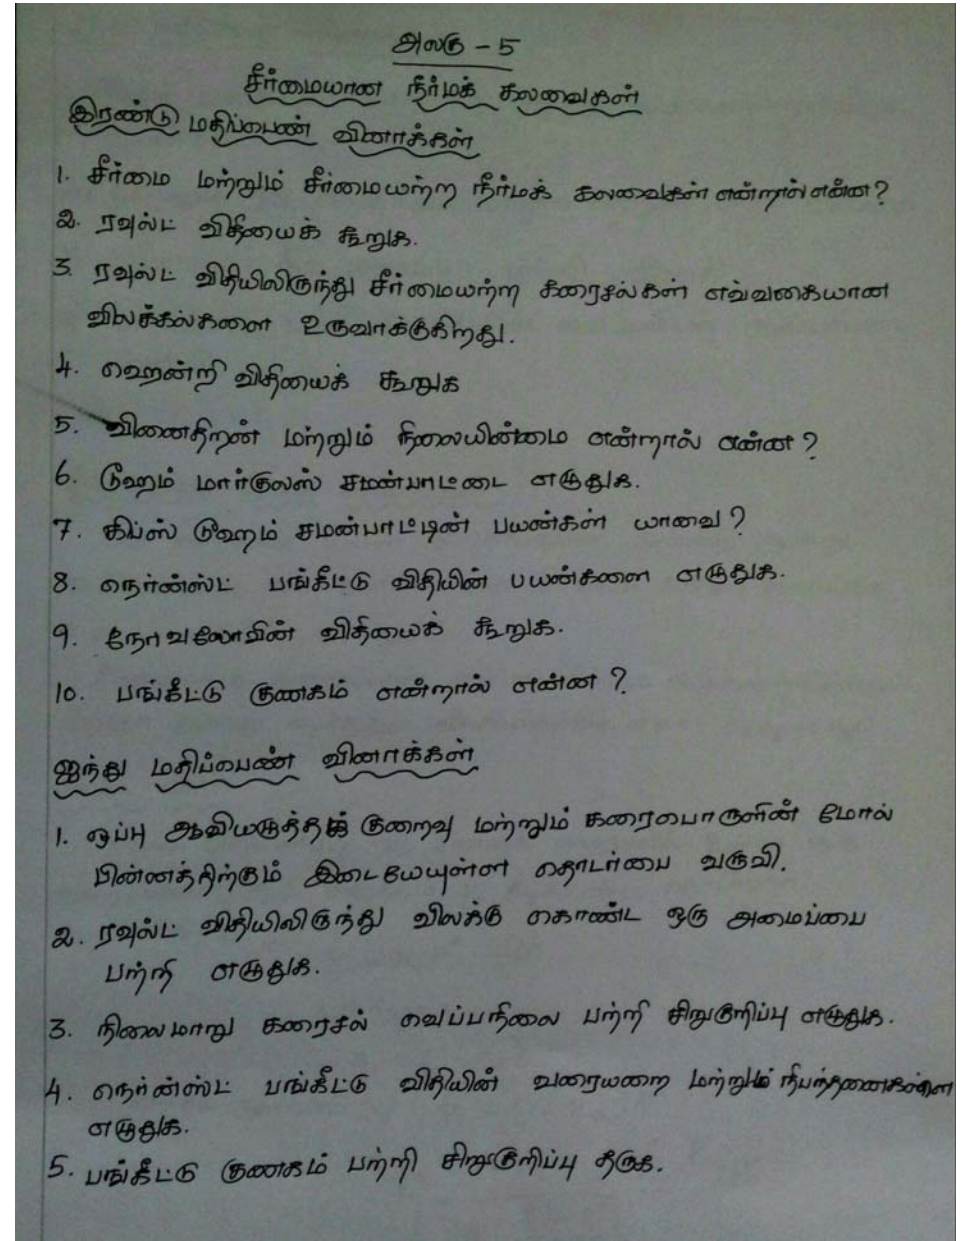 அலகு - 5
சீர்மையான நீர்மக் கலவைகள்
இரண்டு மதிப்பெண் வினாக்கள்
1. சீர்மை மற்றும் சீர்மையற்ற நீர்மக் கலவைகள் என்றால் என்ன?
2. ரவுல்ட் விதியைக் கூறுக.
3. ரவுல்ட் விதியிலிருந்து சீர்மையற்ற கரைசல்கள் எவ்வகையான
விலக்கல்களை உருவாக்குகிறது.
4. ஹென்றி விதியைக் கூறுக
5. வினைதிறன் மற்றும் நிலையின்மை என்றால் என்ன?
6. டுஹம் மார்குலஸ் சமன்பாட்டை எழுதுக.
7. கிப்ஸ் டுஹம் சமன்பாட்டின் பயன்கள் யாவை?
8. நெர்ன்ஸ்ட் பங்கீட்டு விதியின் பயன்களை எழுதுக.
9. விதியைக் கூறுக.
10. பங்கீட்டு குணகம் என்றால் என்ன?
ஐந்து மதிப்பெண் வினாக்கள்
1. ஒப்பு ஆவியழுத்தக் குறைவு மற்றும் கரைபொருளின் மோல்
பின்னத்திற்கும் இடையேயுள்ள தொடர்பை வருவி.
2. ரவுல்ட் விதியிலிருந்து விலக்கு கொண்ட ஒரு அமைப்பை
பற்றி எழுதுக.
3. நிலைமாறு கரைசல் வெப்பநிலை பற்றி சிறுகுறிப்பு எழுதுக.
4. நெர்ன்ஸ்ட் பங்கீட்டு விதியின் வரையறை மற்றும் நிபந்தனைகளை
எழுதுக.
5. பங்கீட்டு குணகம் பற்றி சிறுகுறிப்பு தருக.